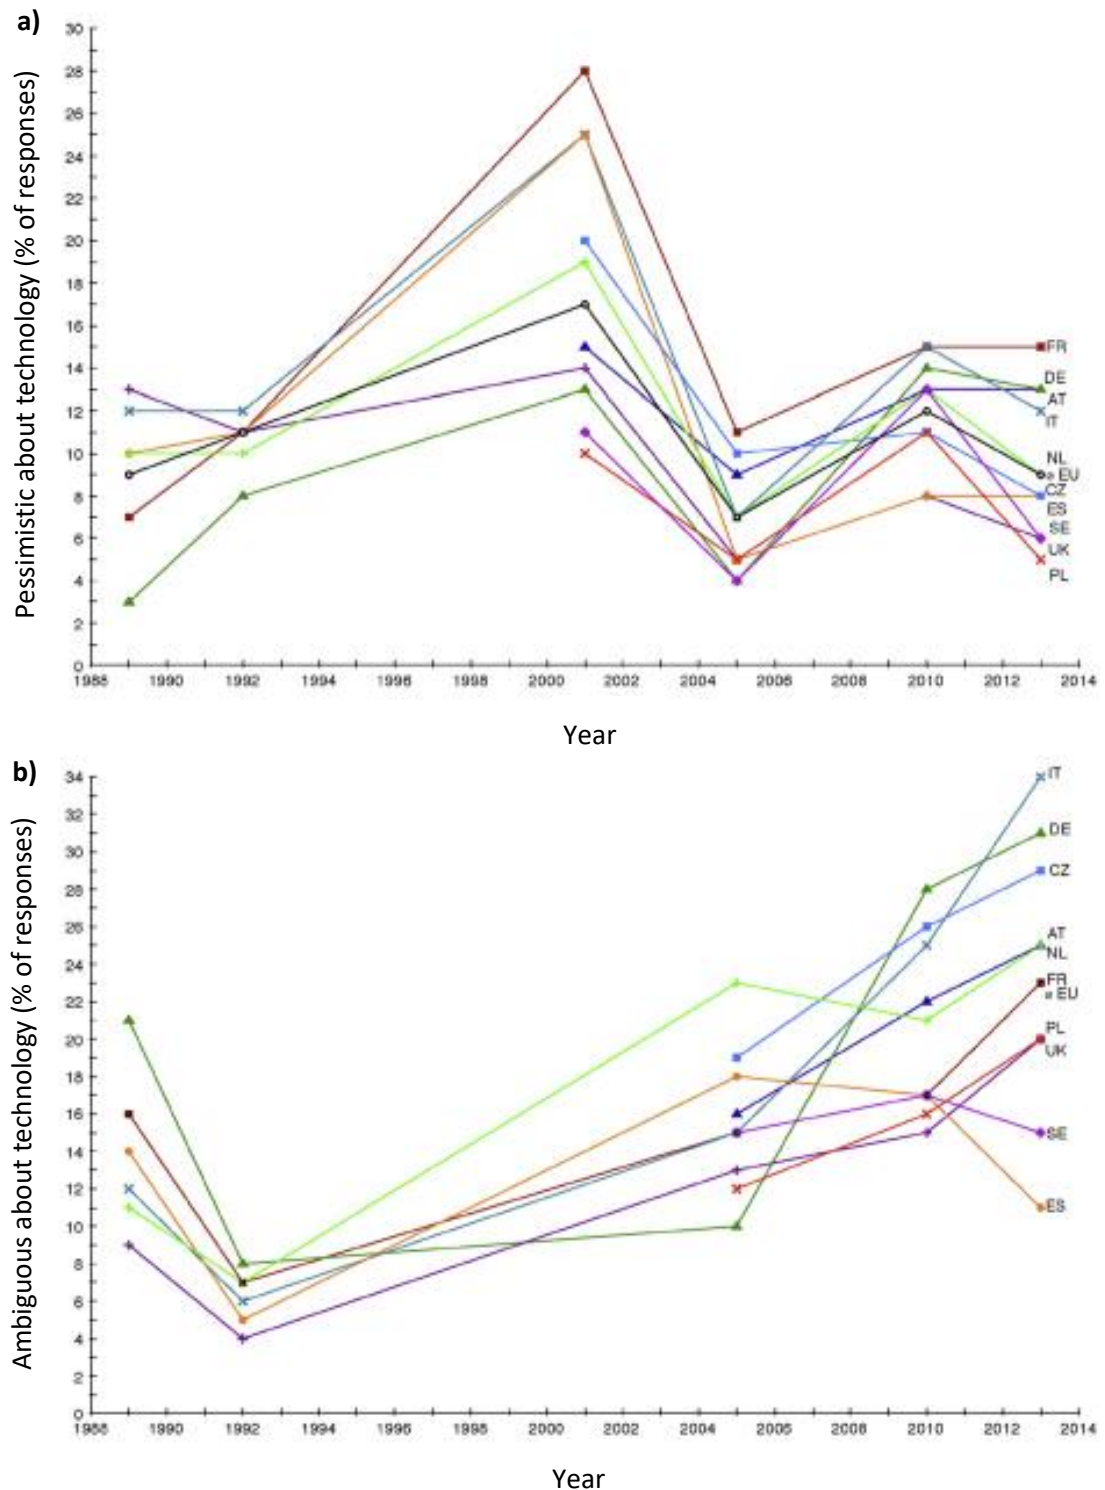 a)
Pessimistic about technology (% of responses)
30
28
26
24
22
20
18
16
14
12
10
8
6
4
2
0
FR
DE
AT
IT
NL
ø EU
CZ
ES
SE
UK
PL
1988 1990 1992 1994 1996 1998 2000 2002 2004 2006 2008 2010 2012 2014
Year
b)
Ambiguous about technology (% of responses)
34
32
30
28
26
24
22
20
18
16
14
12
10
8
6
4
2
0
IT
DE
CZ
AT
NL
FR
ø EU
PL
UK
SE
ES
1988 1990 1992 1994 1996 1998 2000 2002 2004 2006 2008 2010 2012 2014
Year